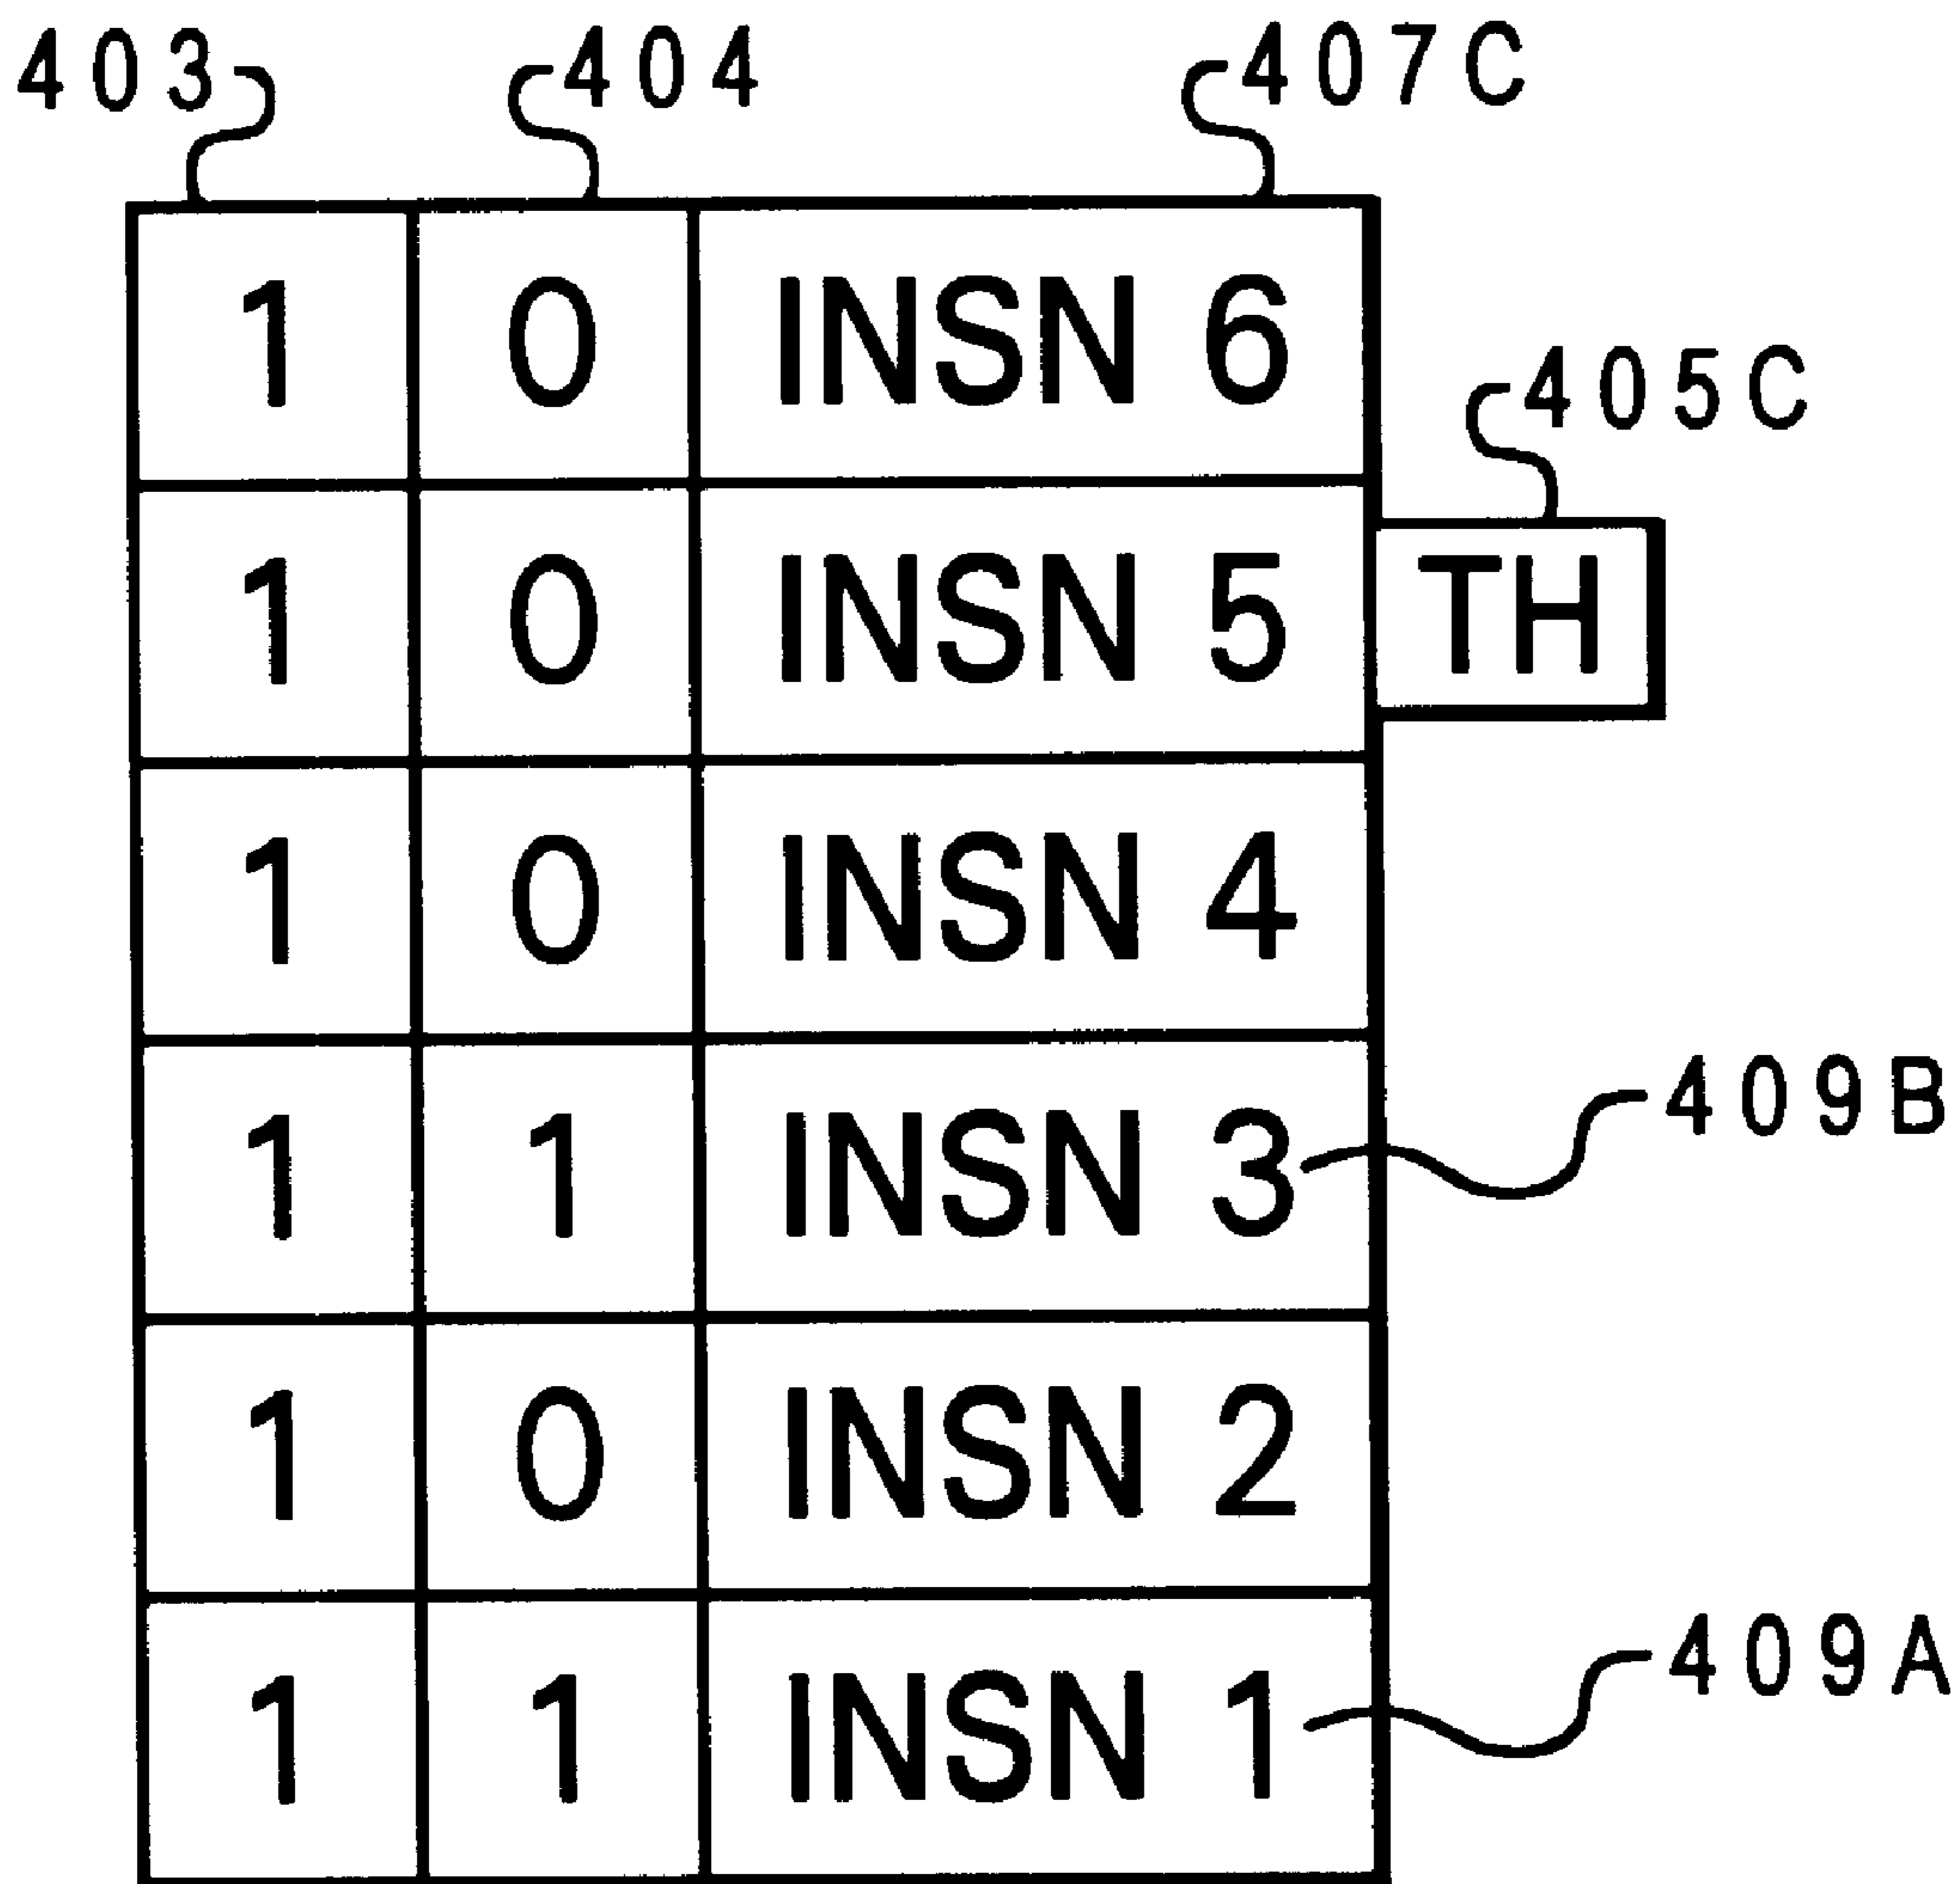 403 404 407C
1 0 INSN 6
405C
1 0 INSN 5 TH
1 0 INSN 4
409B
1 1 INSN 3
1 0 INSN 2
409A
1 1 INSN 1